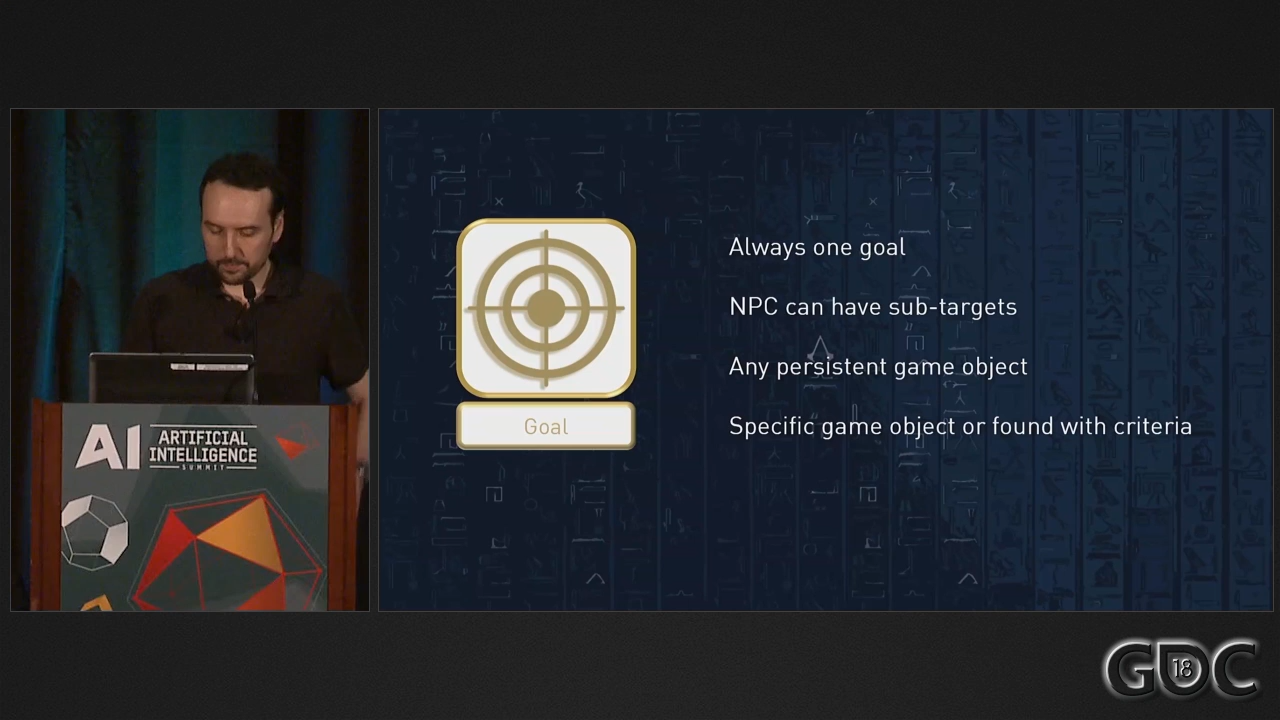 AI ARTIFICIAL
INTELLIGENCE
SUMMIT
Goal
Always one goal
NPC can have sub-targets
Any persistent game object
Specific game object or found with criteria
GDC
18